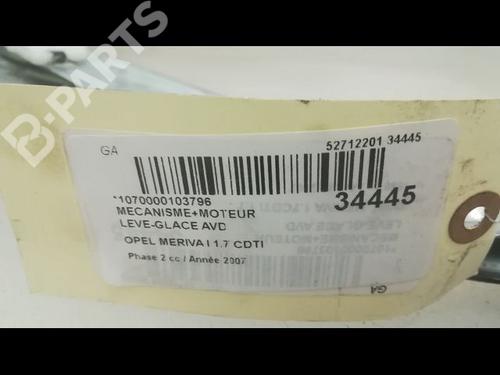 B-PARTS
GA
52712201 34445
*1070000103796
34445
MECANISME+MOTEUR
LEVE-GLACE AVD
OPEL MERIVA I 1.7 CDTI
Phase 2 cc / Année 2007
GA